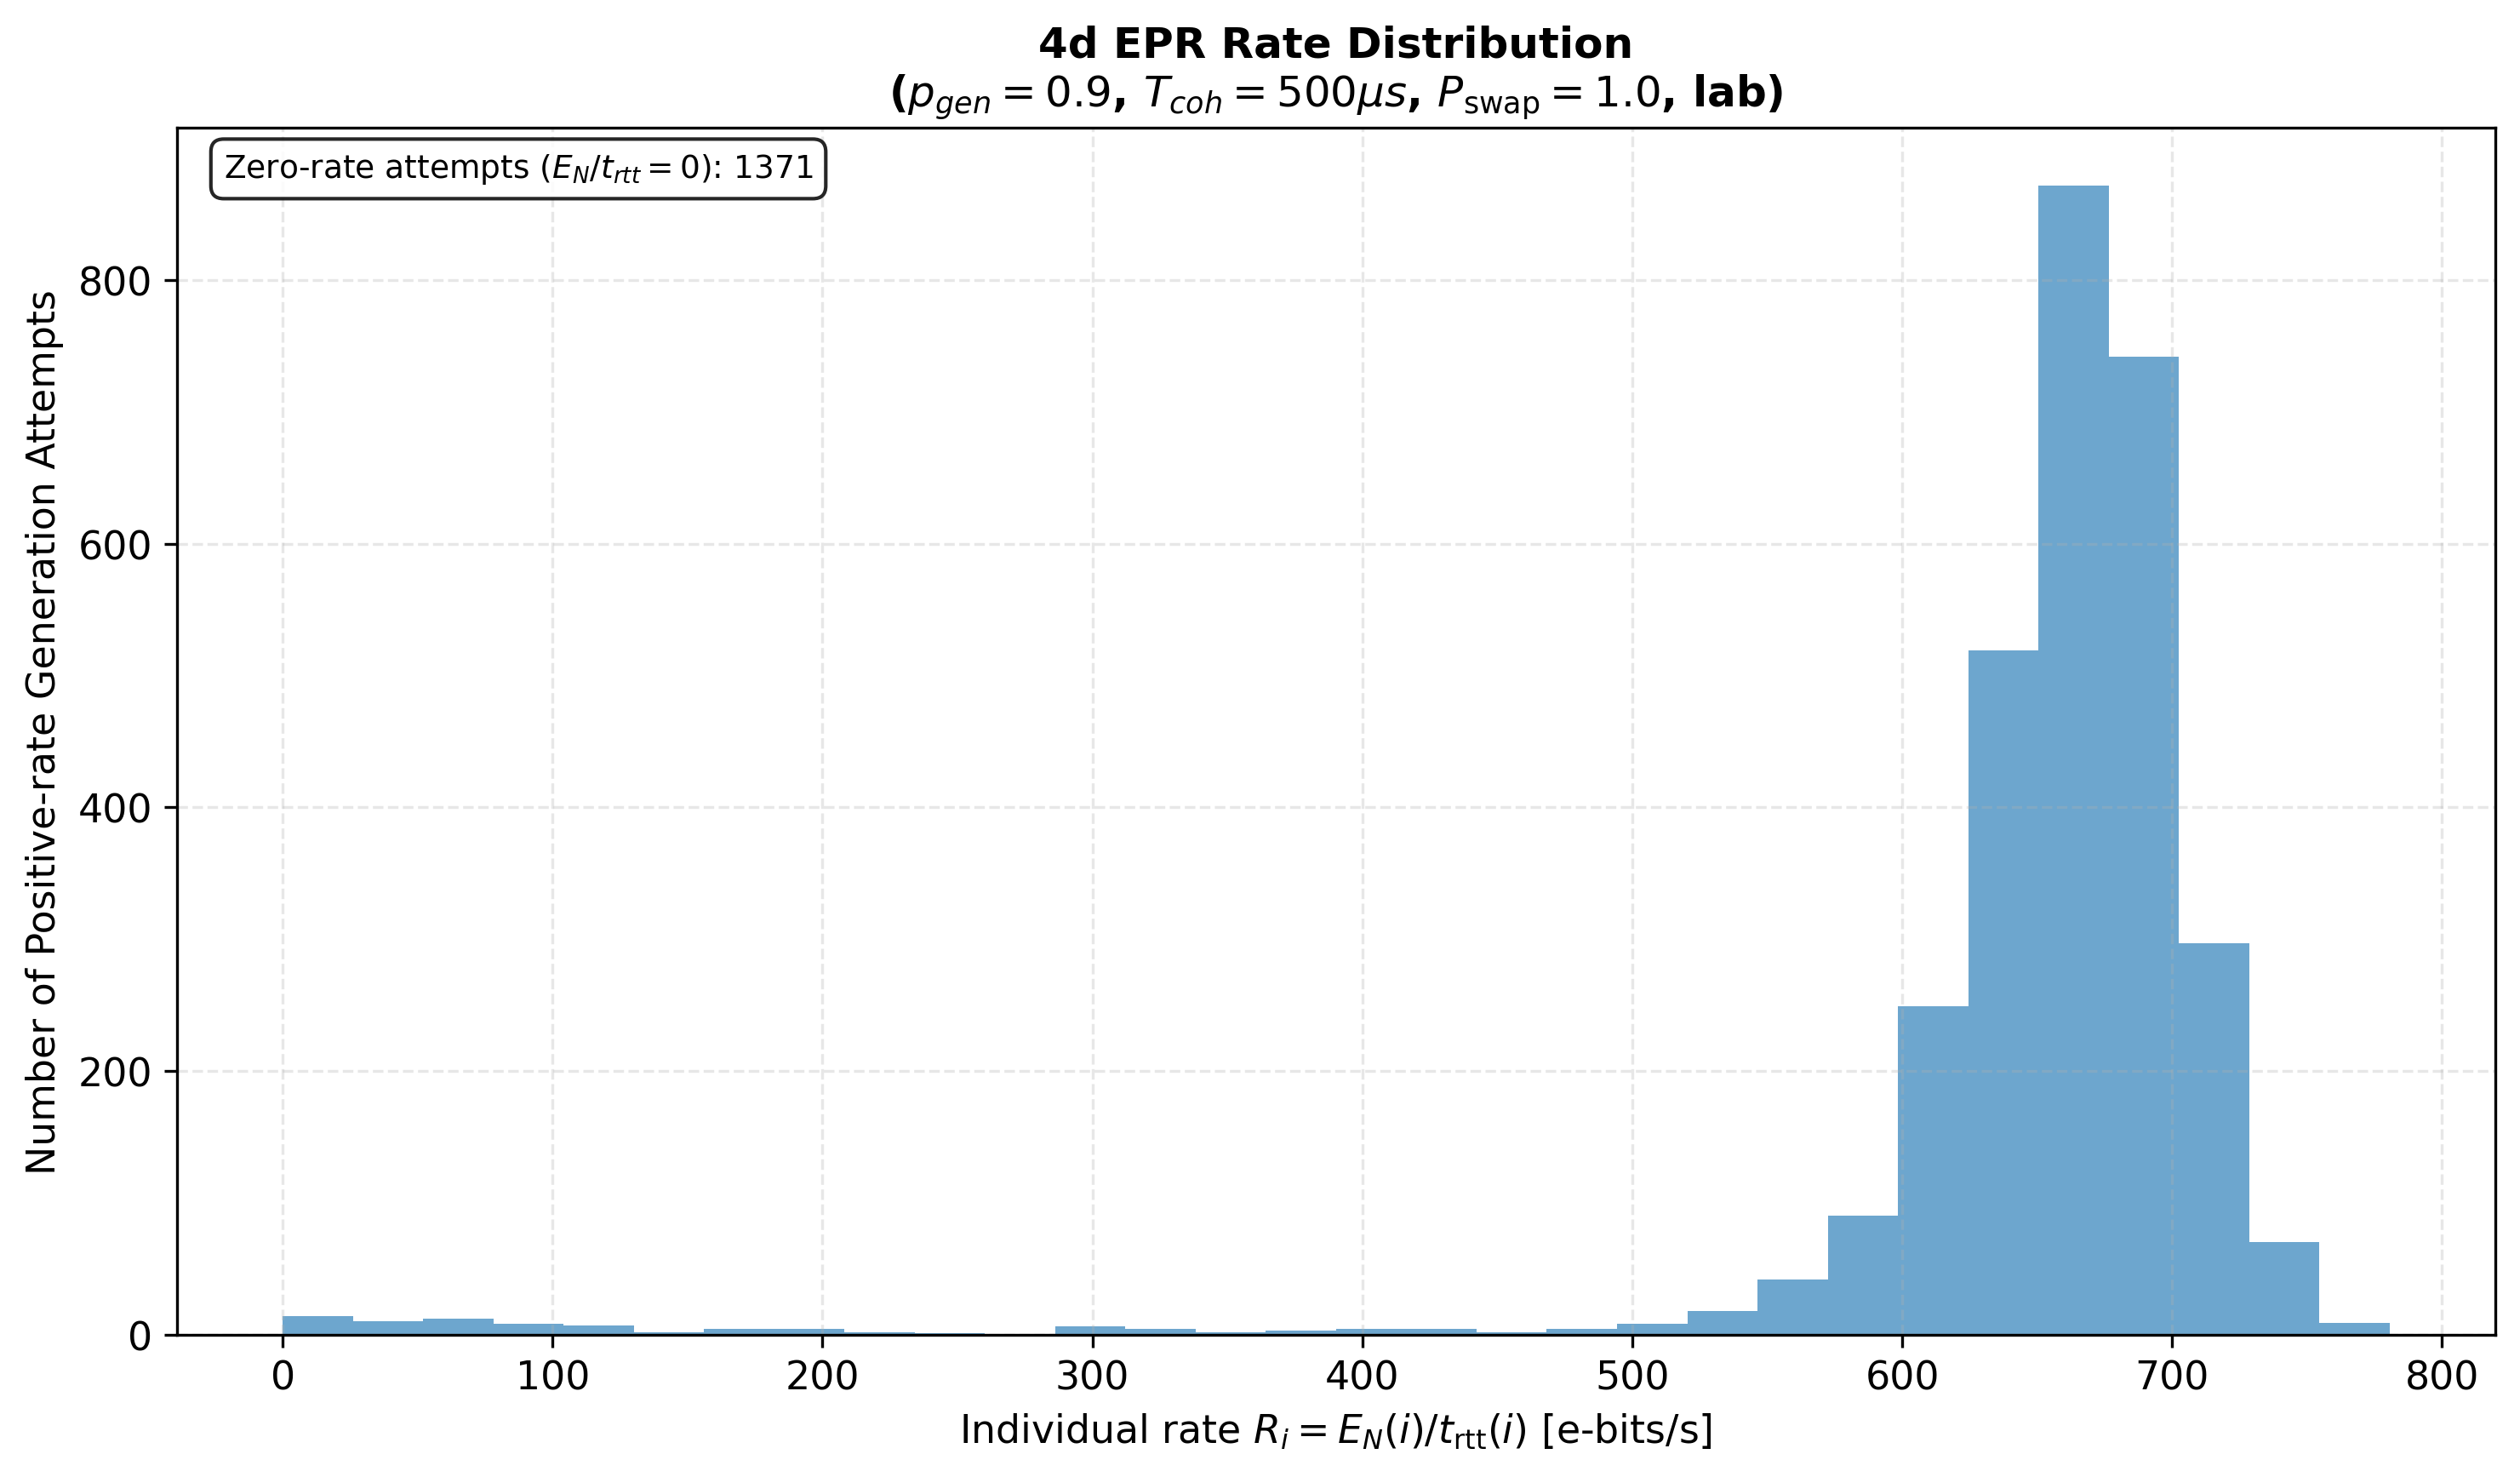 4d EPR Rate Distribution
(p_gen = 0.9, T_coh = 500μs, P_swap = 1.0, lab)
Zero-rate attempts (E_N/t_rtt = 0): 1371
Number of Positive-rate Generation Attempts
800
600
400
200
0
0 100 200 300 400 500 600 700 800
Individual rate R_i = E_N(i)/t_rtt(i) [e-bits/s]